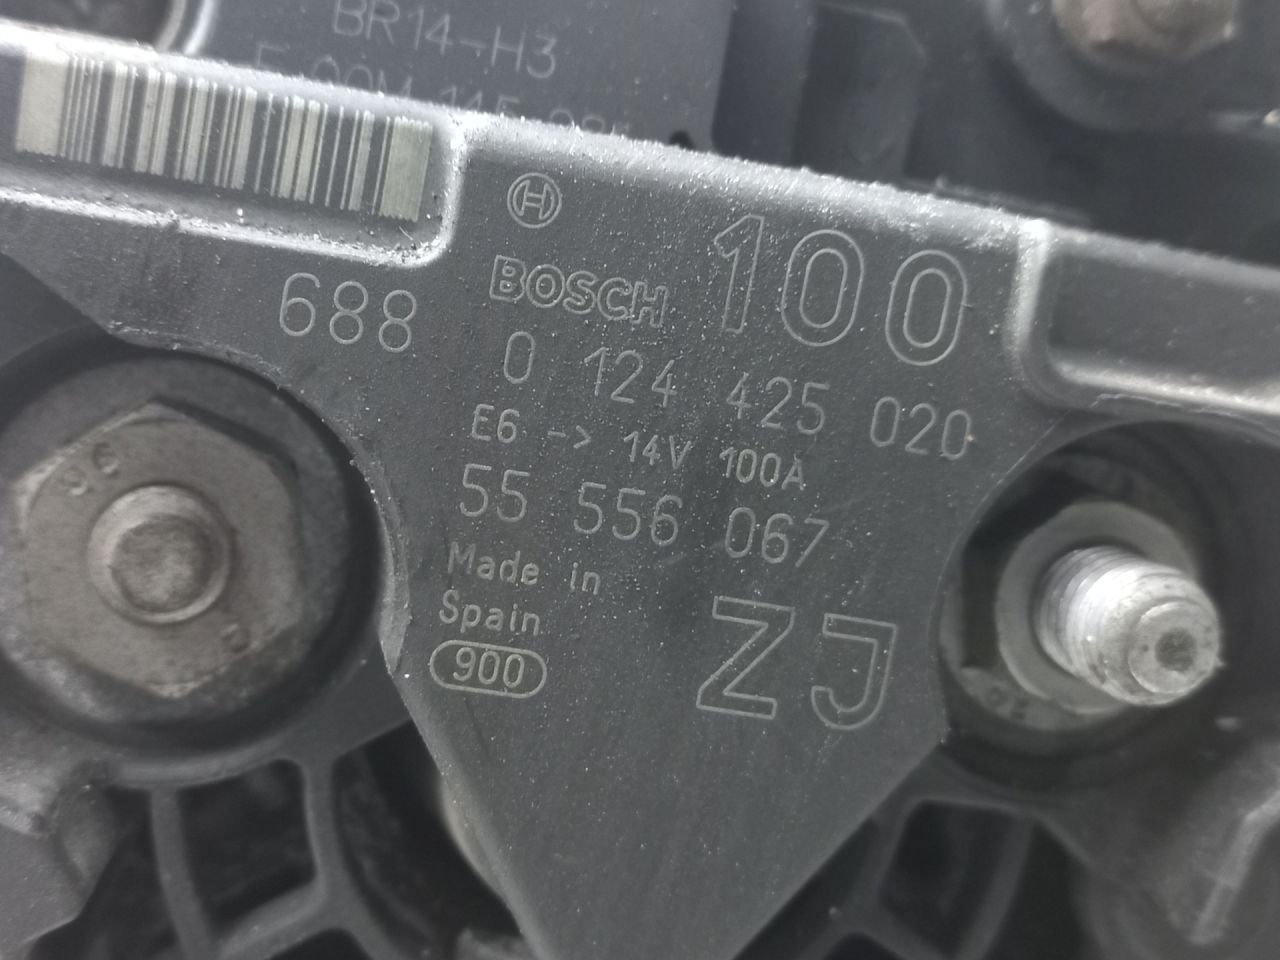 BR14-H3
688
BOSCH
100
0 124 425 020
E6 -> 14V 100A
55 556 067
Made in
Spain
900
ZJ